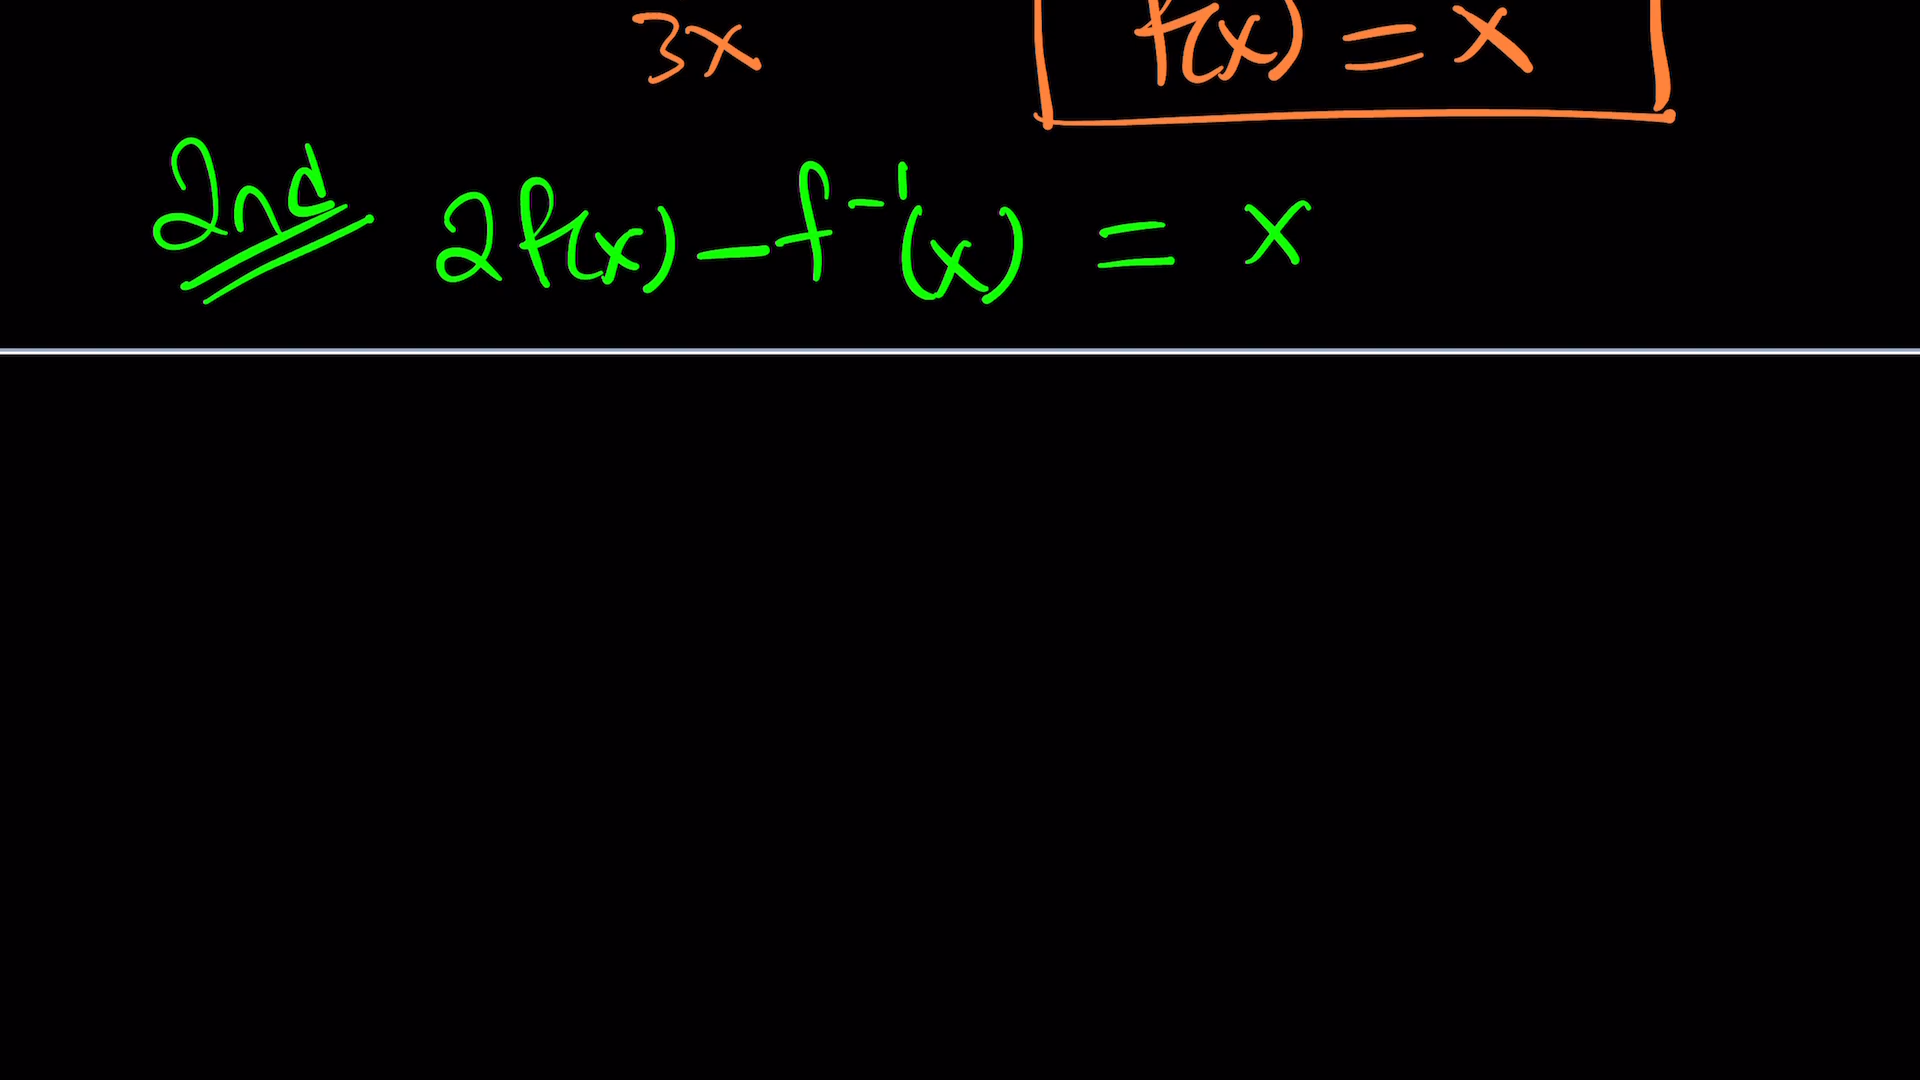 3x f(x) = x
2nd 2f(x) - f⁻¹(x) = x